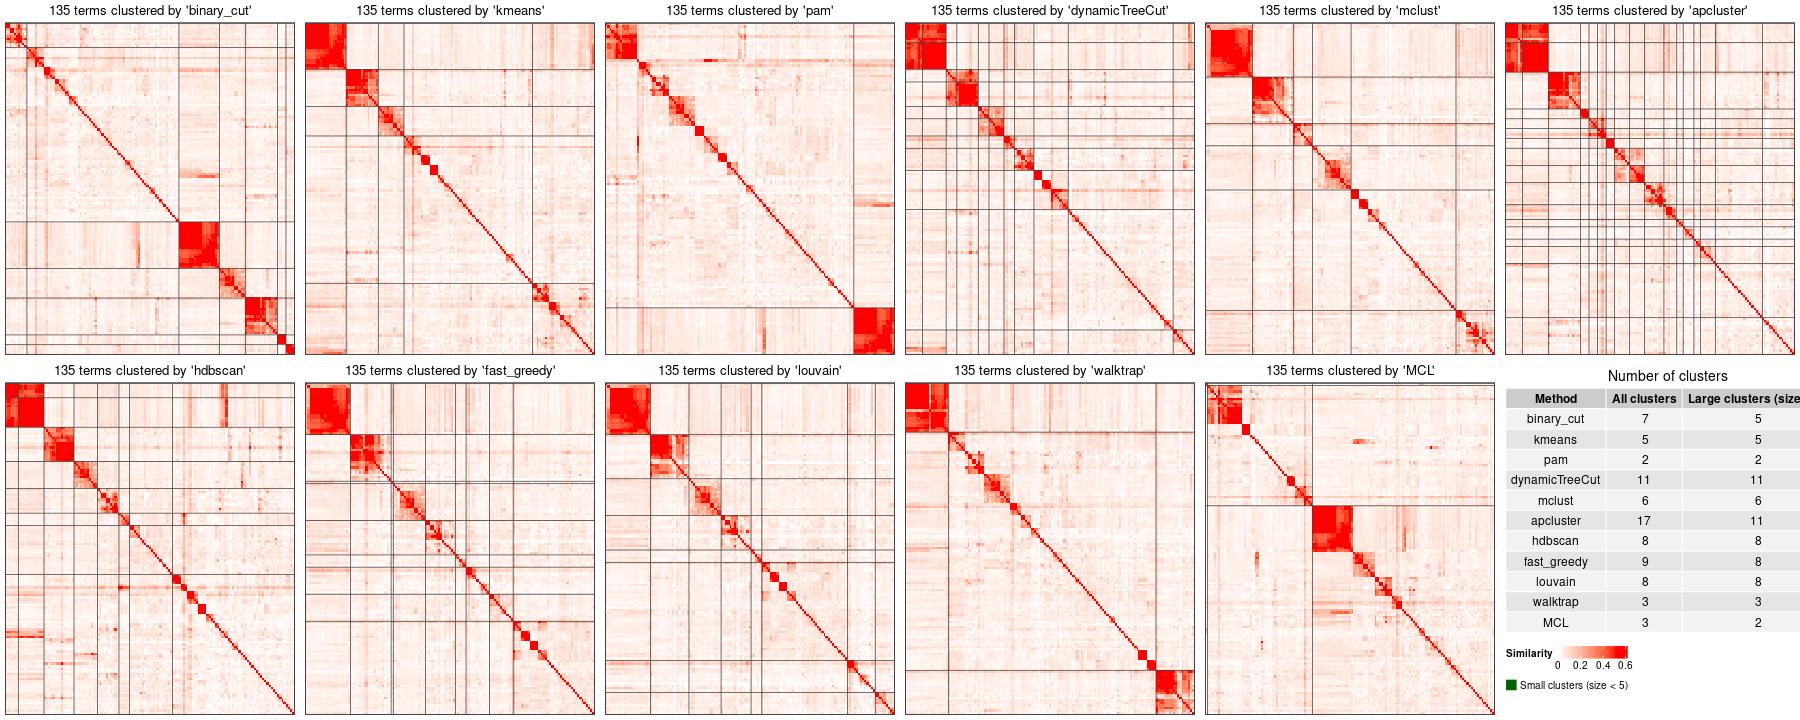 135 terms clustered by 'binary_cut'
135 terms clustered by 'kmeans'
135 terms clustered by 'pam'
135 terms clustered by 'dynamicTreeCut'
135 terms clustered by 'mclust'
135 terms clustered by 'apcluster'
135 terms clustered by 'hdbscan'
135 terms clustered by 'fast_greedy'
135 terms clustered by 'louvain'
135 terms clustered by 'walktrap'
135 terms clustered by 'MCL'
Number of clusters
Method All clusters Large clusters (size
binary_cut 7 5
kmeans 5 5
pam 2 2
dynamicTreeCut 11 11
mclust 6 6
apcluster 17 11
hdbscan 8 8
fast_greedy 9 8
louvain 8 8
walktrap 3 3
MCL 3 2
Similarity
0 0.2 0.4 0.6
Small clusters (size < 5)